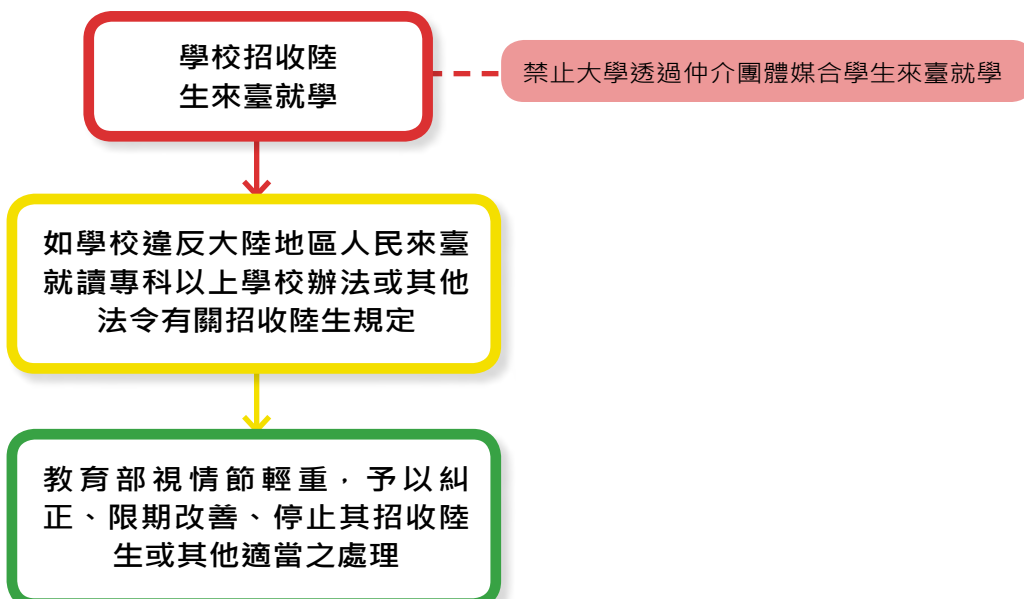 學校招收陸
生來臺就學
禁止大學透過仲介團體媒合學生來臺就學
如學校違反大陸地區人民來臺
就讀專科以上學校辦法或其他
法令有關招收陸生規定
教育部視情節輕重，予以糾
正、限期改善、停止其招收陸
生或其他適當之處理